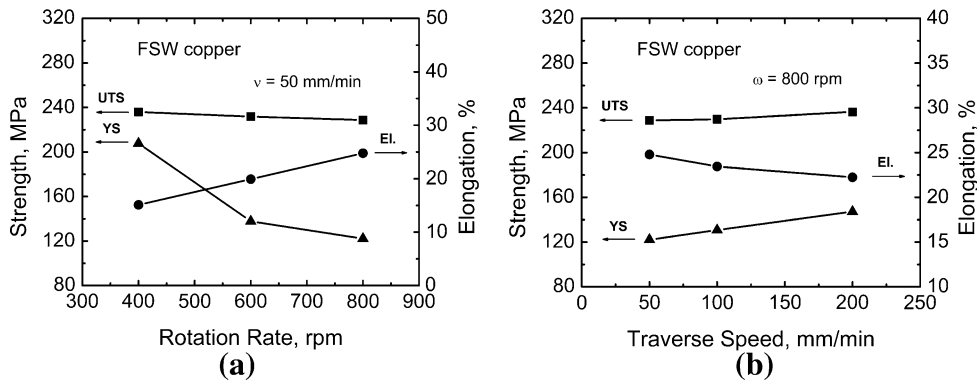 320
280
240
200
160
120
80
Strength, MPa
FSW copper
v = 50 mm/min
UTS
YS
El.
50
40
30
20
10
0
Elongation, %
300 400 500 600 700 800 900
Rotation Rate, rpm
(a)
320
280
240
200
160
120
80
Strength, MPa
FSW copper
ω = 800 rpm
UTS
El.
YS
40
35
30
25
20
15
10
Elongation, %
0 50 100 150 200 250
Traverse Speed, mm/min
(b)